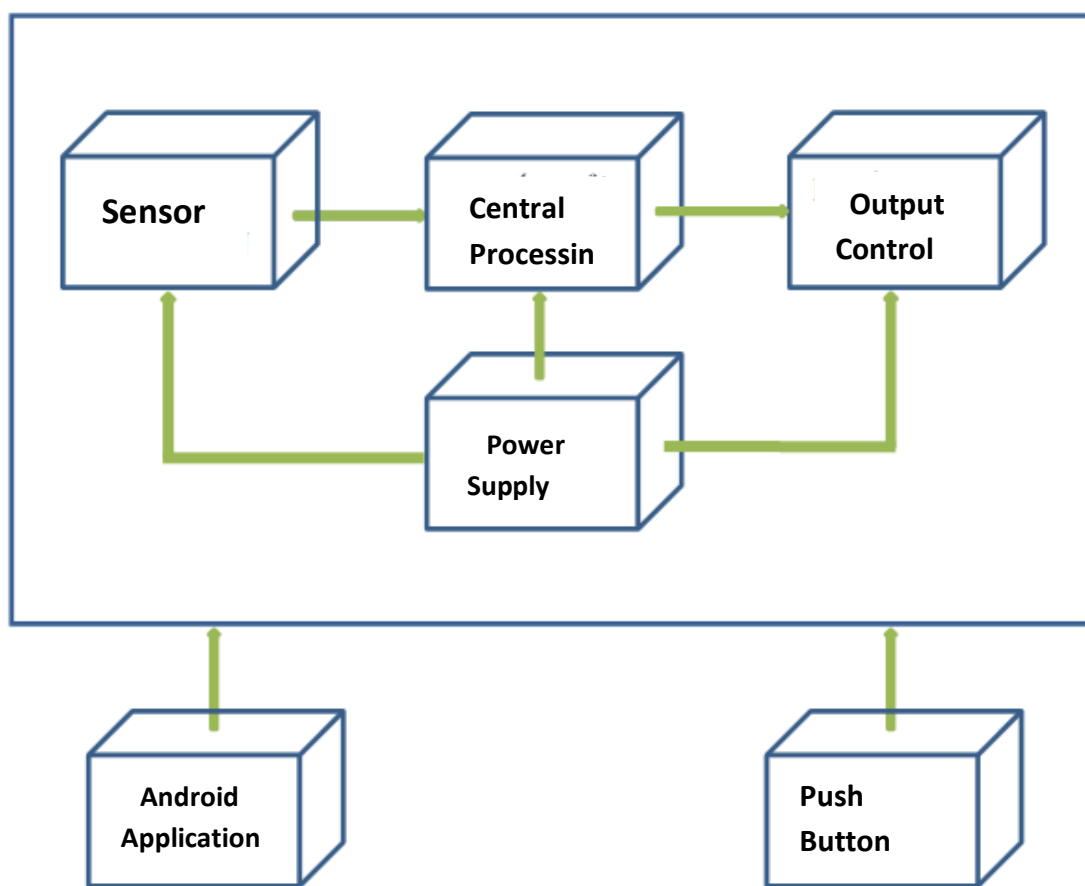 Sensor
Central
Processin
Output
Control
Power
Supply
Android
Application
Push
Button